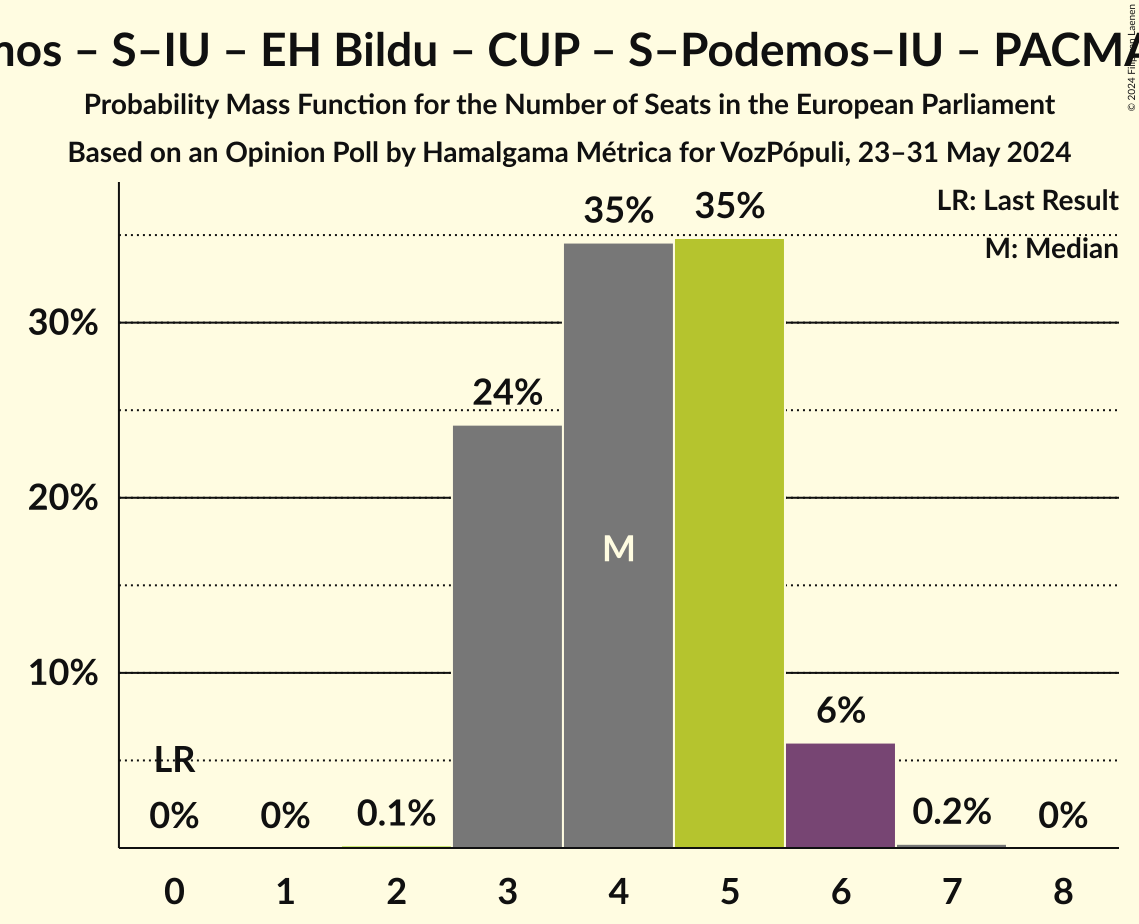 – S–IU – EH Bildu – CUP – S–Podemos–IU –
© 2024 Filip van Laenen
Probability Mass Function for the Number of Seats in the European Parliament
Based on an Opinion Poll by Hamalgama Métrica for VozPópuli, 23–31 May 2024
LR: Last Result
M: Median
35%
35%
30%
24%
20%
M
10%
6%
LR
0%
0%
0.1%
0.2%
0%
0
1
2
3
4
5
6
7
8